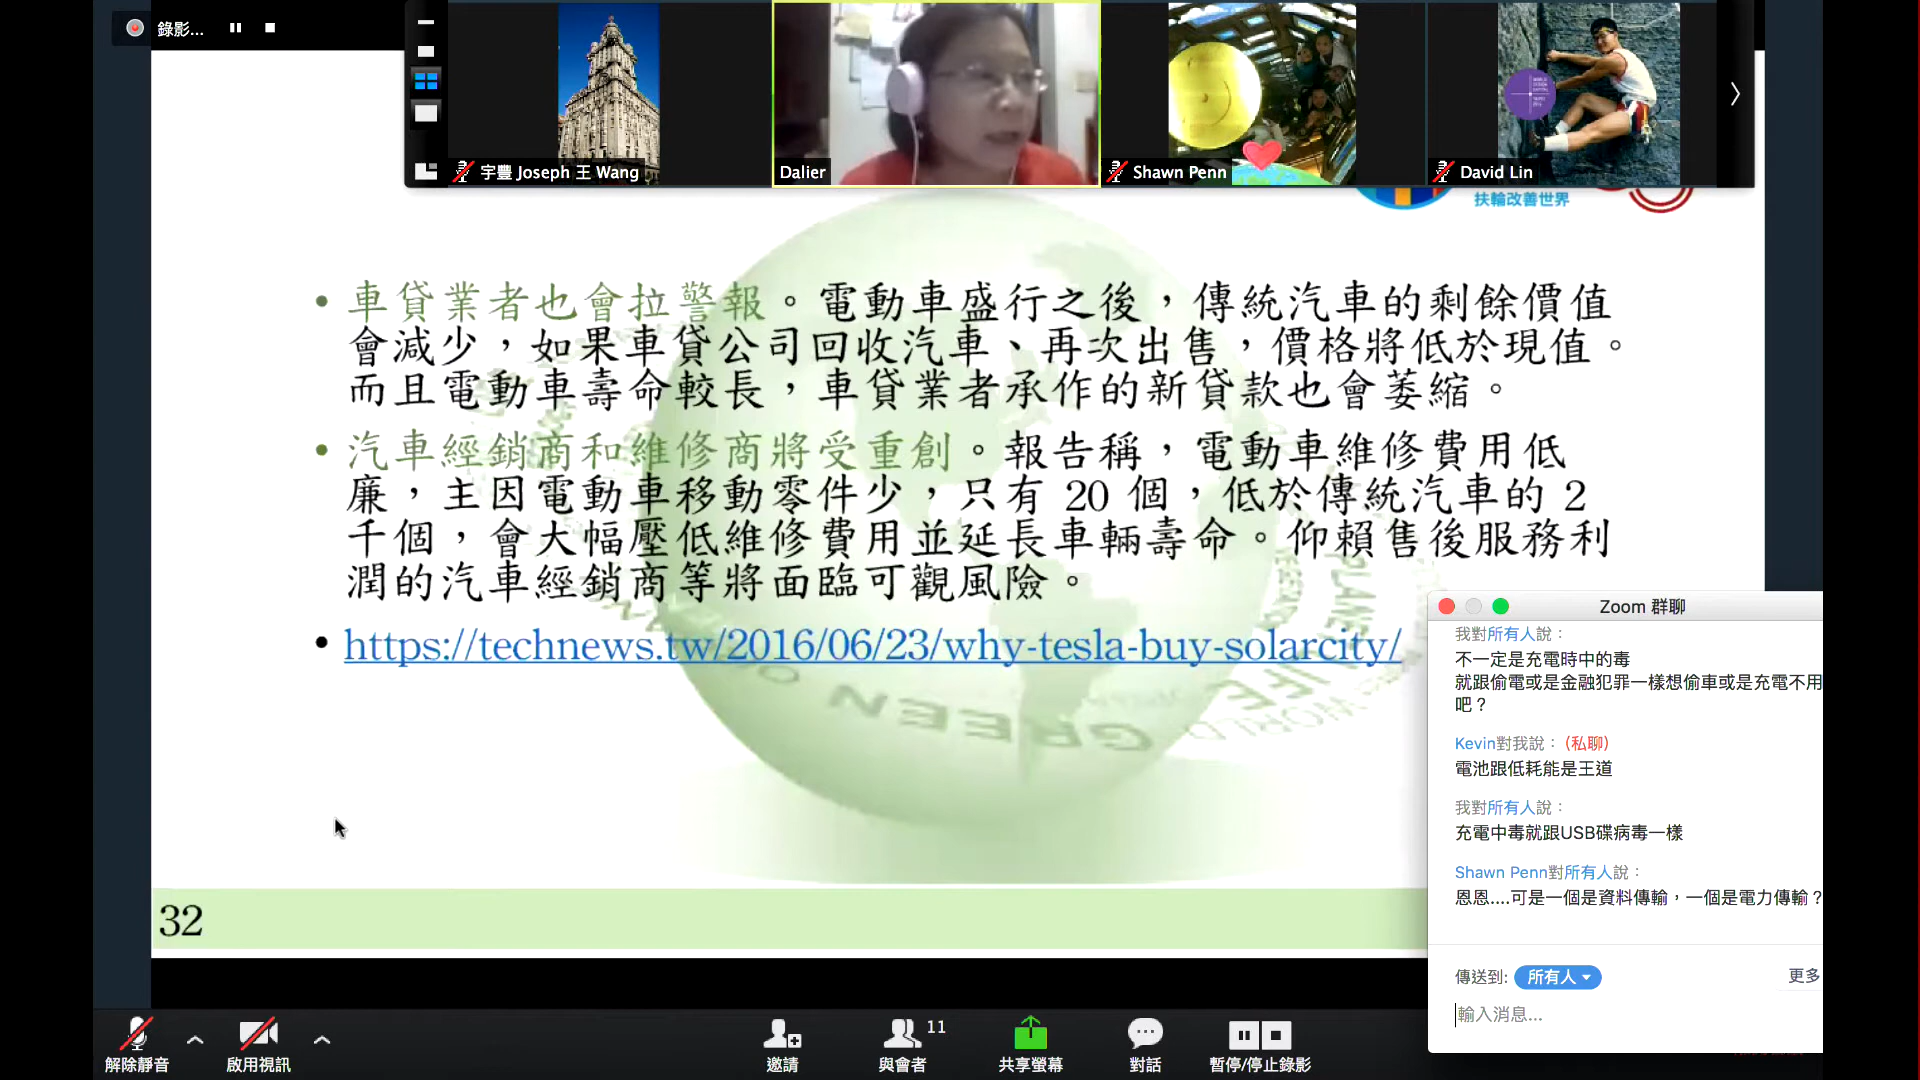 錄影...
宇豐 Joseph 王 Wang
Dalier
Shawn Penn
David Lin
扶輪改善世界
• 車貸業者也會拉警報。電動車盛行之後，傳統汽車的剩餘價值
會減少，如果車貸公司回收汽車、再次出售，價格將低於現值。
而且電動車壽命較長，車貸業者承作的新貸款也會萎縮。
• 汽車經銷商和維修商將受重創。報告稱，電動車維修費用低
廉，主因電動車移動零件少，只有 20 個，低於傳統汽車的 2
千個，會大幅壓低維修費用並延長車輛壽命。仰賴售後服務利
潤的汽車經銷商等將面臨可觀風險。
• https://technews.tw/2016/06/23/why-tesla-buy-solarcity/
GREEN
32
Zoom 群聊
我對所有人說：
不一定是充電時中的毒
就跟偷電或是金融犯罪一樣想偷車或是充電不用
吧？
Kevin對我說：(私聊)
電池跟低耗能是王道
我對所有人說：
充電中毒就跟USB碟病毒一樣
Shawn Penn對所有人說：
恩恩....可是一個是資料傳輸，一個是電力傳輸？
傳送到: 所有人
更多
輸入消息...
解除靜音
啟用視訊
邀請
與會者
11
共享螢幕
對話
暫停/停止錄影